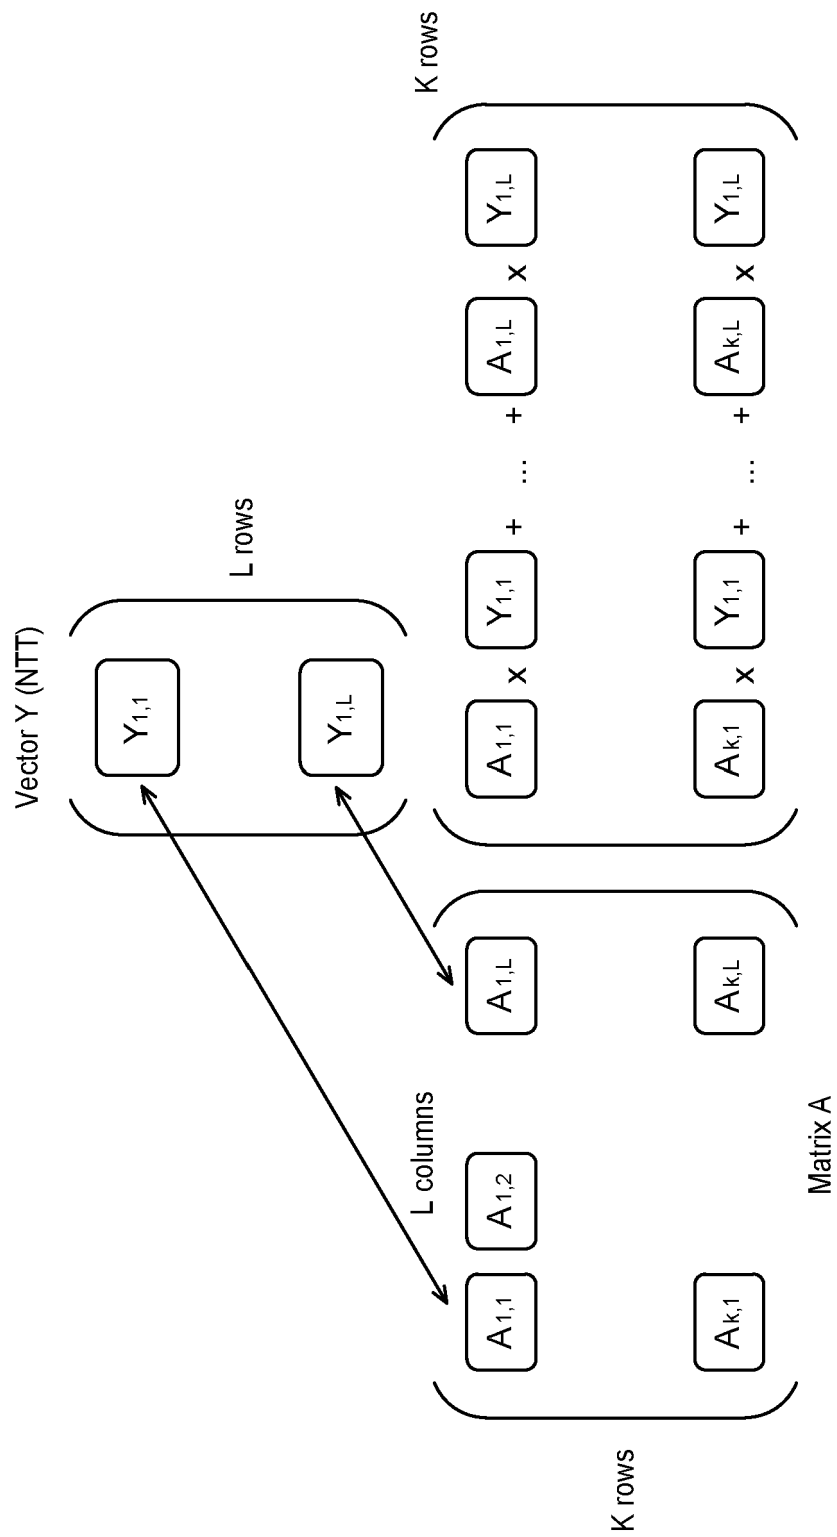 Vector Y (NTT)
Y1,1
L rows
Y1,L
L columns
K rows
A1,1 A1,2 A1,L A1,1 x Y1,1 + ... + A1,L x Y1,L
K rows
Ak,1 Ak,L Ak,1 x Y1,1 + ... + Ak,L x Y1,L
Matrix A